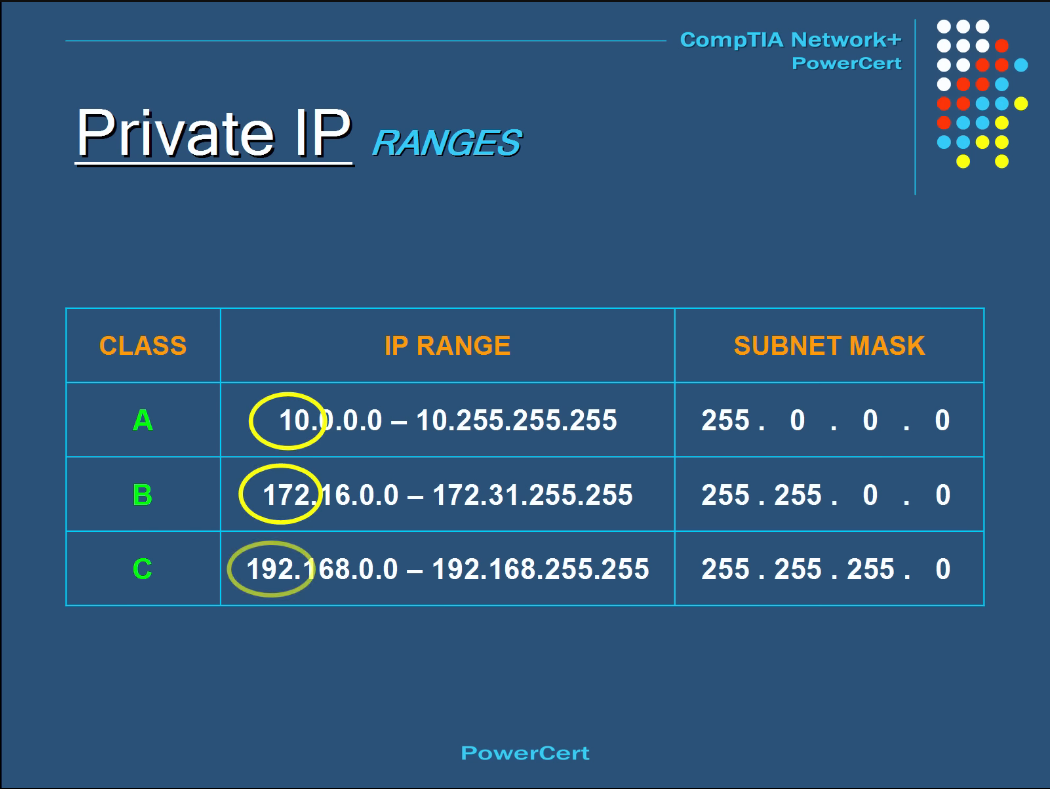 CompTIA Network+
PowerCert
Private IP RANGES
CLASS IP RANGE SUBNET MASK
A 10.0.0.0 – 10.255.255.255 255 . 0 . 0 . 0
B 172.16.0.0 – 172.31.255.255 255 . 255 . 0 . 0
C 192.168.0.0 – 192.168.255.255 255 . 255 . 255 . 0
PowerCert